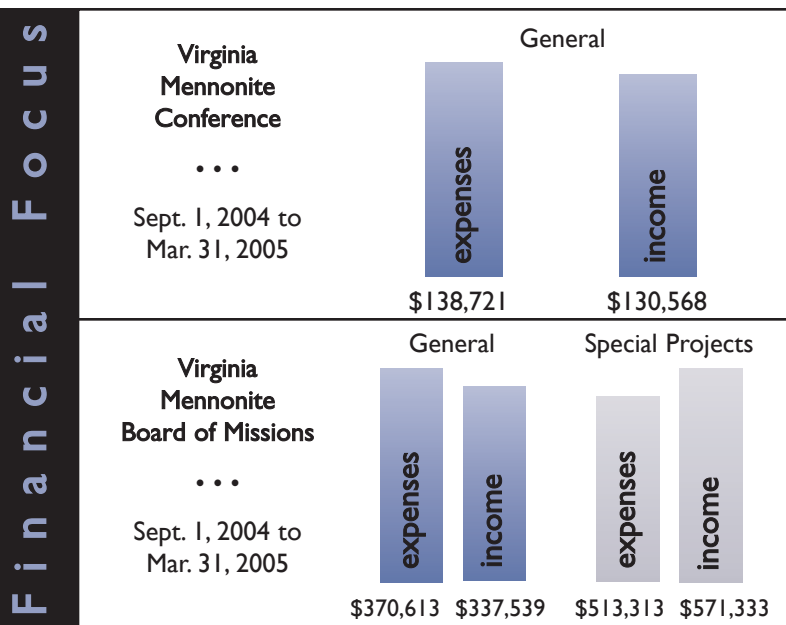 Financial Focus
Virginia
Mennonite
Conference
...
Sept. 1, 2004 to
Mar. 31, 2005
General
expenses
income
$138,721
$130,568
Virginia
Mennonite
Board of Missions
...
Sept. 1, 2004 to
Mar. 31, 2005
General
expenses
income
$370,613
$337,539
Special Projects
expenses
income
$513,313
$571,333